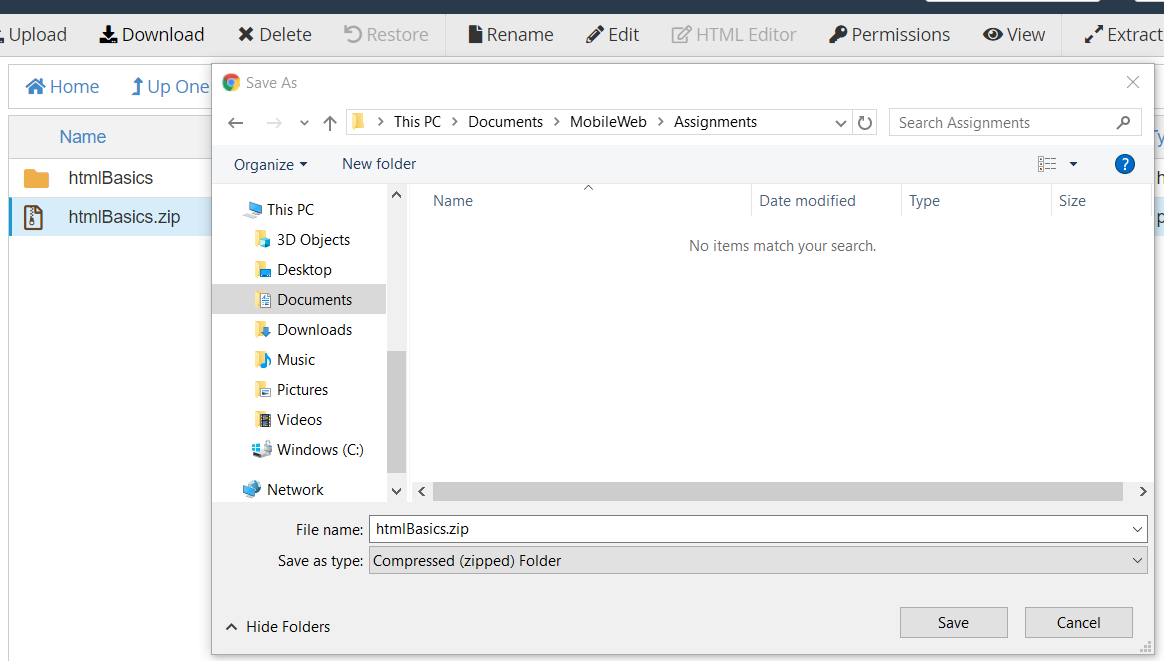 Upload Download Delete Restore Rename Edit HTML Editor Permissions View Extract
Home Up One
Name
htmlBasics
htmlBasics.zip
Save As
This PC > Documents > MobileWeb > Assignments
Search Assignments
Organize New folder
?
Name Date modified Type Size
No items match your search.
This PC
3D Objects
Desktop
Documents
Downloads
Music
Pictures
Videos
Windows (C:)
Network
File name: htmlBasics.zip
Save as type: Compressed (zipped) Folder
Hide Folders
Save Cancel